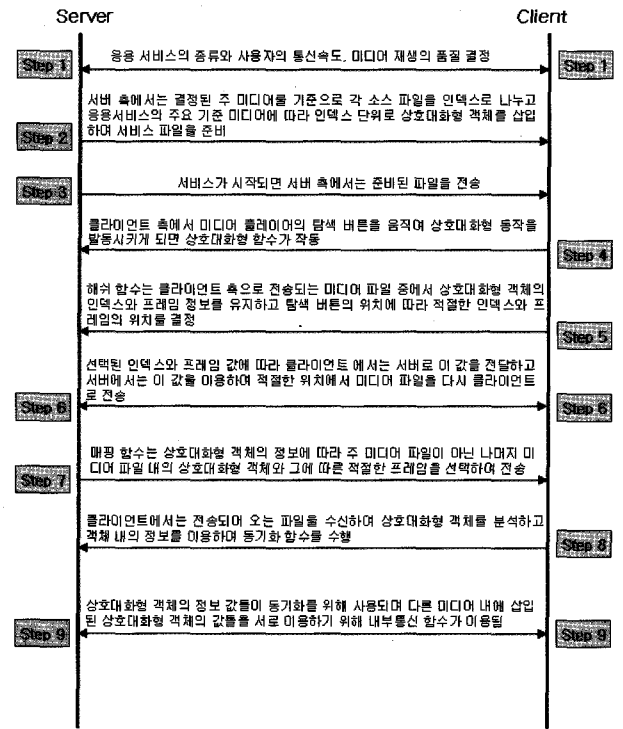 Server Client
Step 1 응용 서비스의 종류와 사용자의 통신속도, 미디어 재생의 품질 결정 Step 1
서버 측에서는 결정된 주 미디어를 기준으로 각 소스 파일을 인덱스로 나누고
응용서비스의 주요 기준 미디어에 따라 인덱스 단위로 상호대화형 객체를 삽입
하며 서비스 파일을 준비
Step 2
Step 3 서비스가 시작되면 서버 측에서는 준비된 파일을 전송
클라이언트 측에서 미디어 플레이어의 탐색 버튼을 움직여 상호대화형 동작을
발동시키게 되면 상호대화형 함수가 작동
Step 4
해쉬 함수는 클라이언트 측으로 전송되는 미디어 파일 중에서 상호대화형 객체의
인덱스와 프레임 정보를 유지하고 탐색 버튼의 위치에 따라 적절한 인덱스와 프
레임의 위치를 결정
Step 5
선택된 인덱스와 프레임 값에 따라 클라이언트 에서는 서버로 이 값을 전달하고
서버에서는 이 값을 이용하여 적절한 위치에서 미디어 파일을 다시 클라이언트
로 전송
Step 6 Step 6
매핑 함수는 상호대화형 객체의 정보에 따라 주 미디어 파일이 아닌 나머지 미
디어 파일 내의 상호대화형 객체와 그에 따른 적절한 프레임을 선택하여 전송
Step 7
클라이언트에서는 전송되어 오는 파일을 수신하여 상호대화형 객체를 분석하고
객체 내의 정보를 이용하며 동기화 함수를 수행
Step 8
상호대화형 객체의 정보 값들이 동기화를 위해 사용되며 다른 미디어 내에 삽입
된 상호대화형 객체의 값들을 서로 이용하기 위해 내부통신 함수가 이용됨
Step 9 Step 9